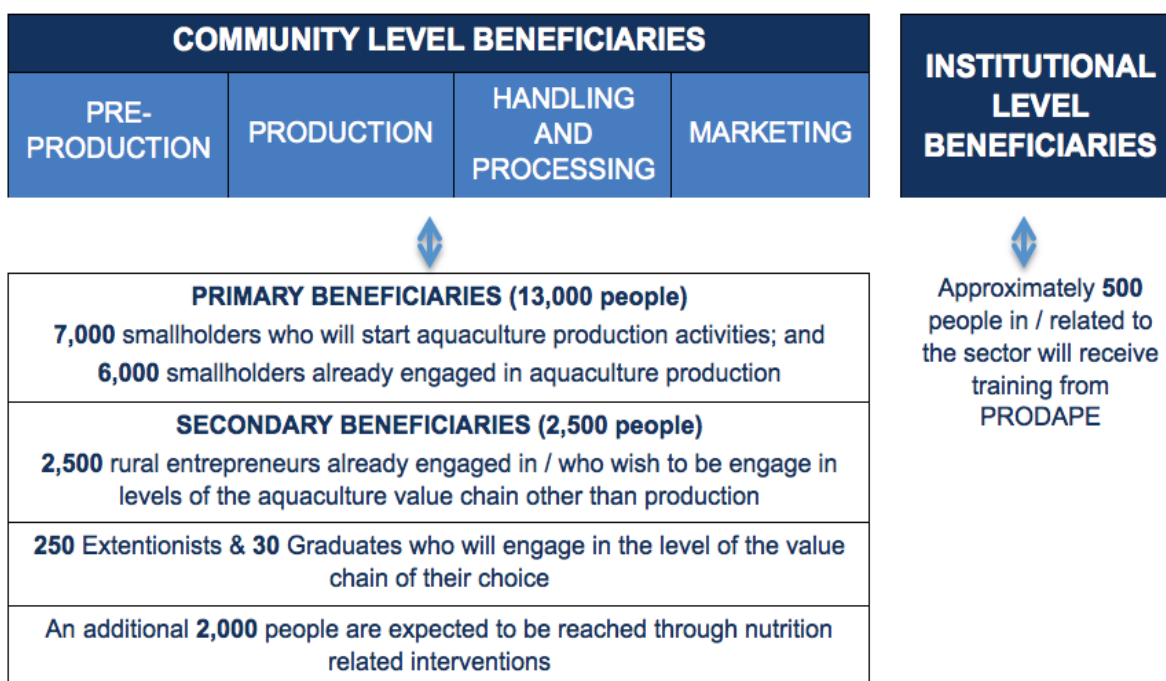 COMMUNITY LEVEL BENEFICIARIES
PRE-
PRODUCTION
PRODUCTION
HANDLING
AND
PROCESSING
MARKETING
PRIMARY BENEFICIARIES (13,000 people)
7,000 smallholders who will start aquaculture production activities; and
6,000 smallholders already engaged in aquaculture production
SECONDARY BENEFICIARIES (2,500 people)
2,500 rural entrepreneurs already engaged in / who wish to be engage in
levels of the aquaculture value chain other than production
250 Extentionists & 30 Graduates who will engage in the level of the value
chain of their choice
An additional 2,000 people are expected to be reached through nutrition
related interventions
INSTITUTIONAL
LEVEL
BENEFICIARIES
Approximately 500
people in / related to
the sector will receive
training from
PRODAPE